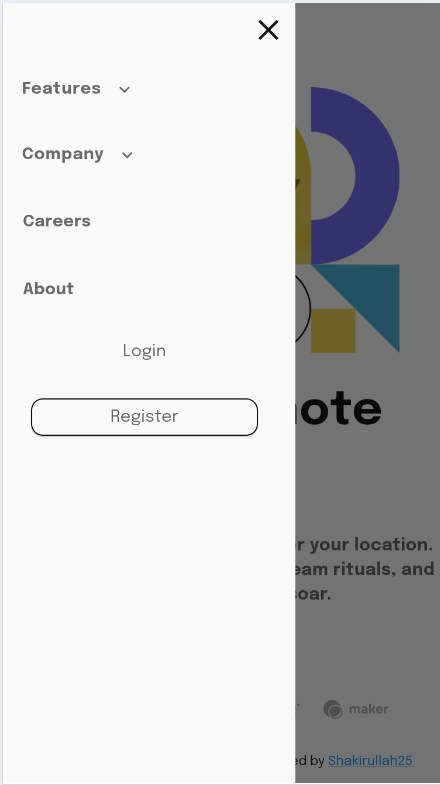 Features
Company
Careers
About
Login
Register
note
r your location.
eam rituals, and
soar.
maker
ed by Shakirullah25